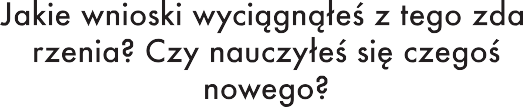 Jakie wnioski wyciągnąłeś z tego zda
rzenia? Czy nauczyłeś się czegoś
nowego?